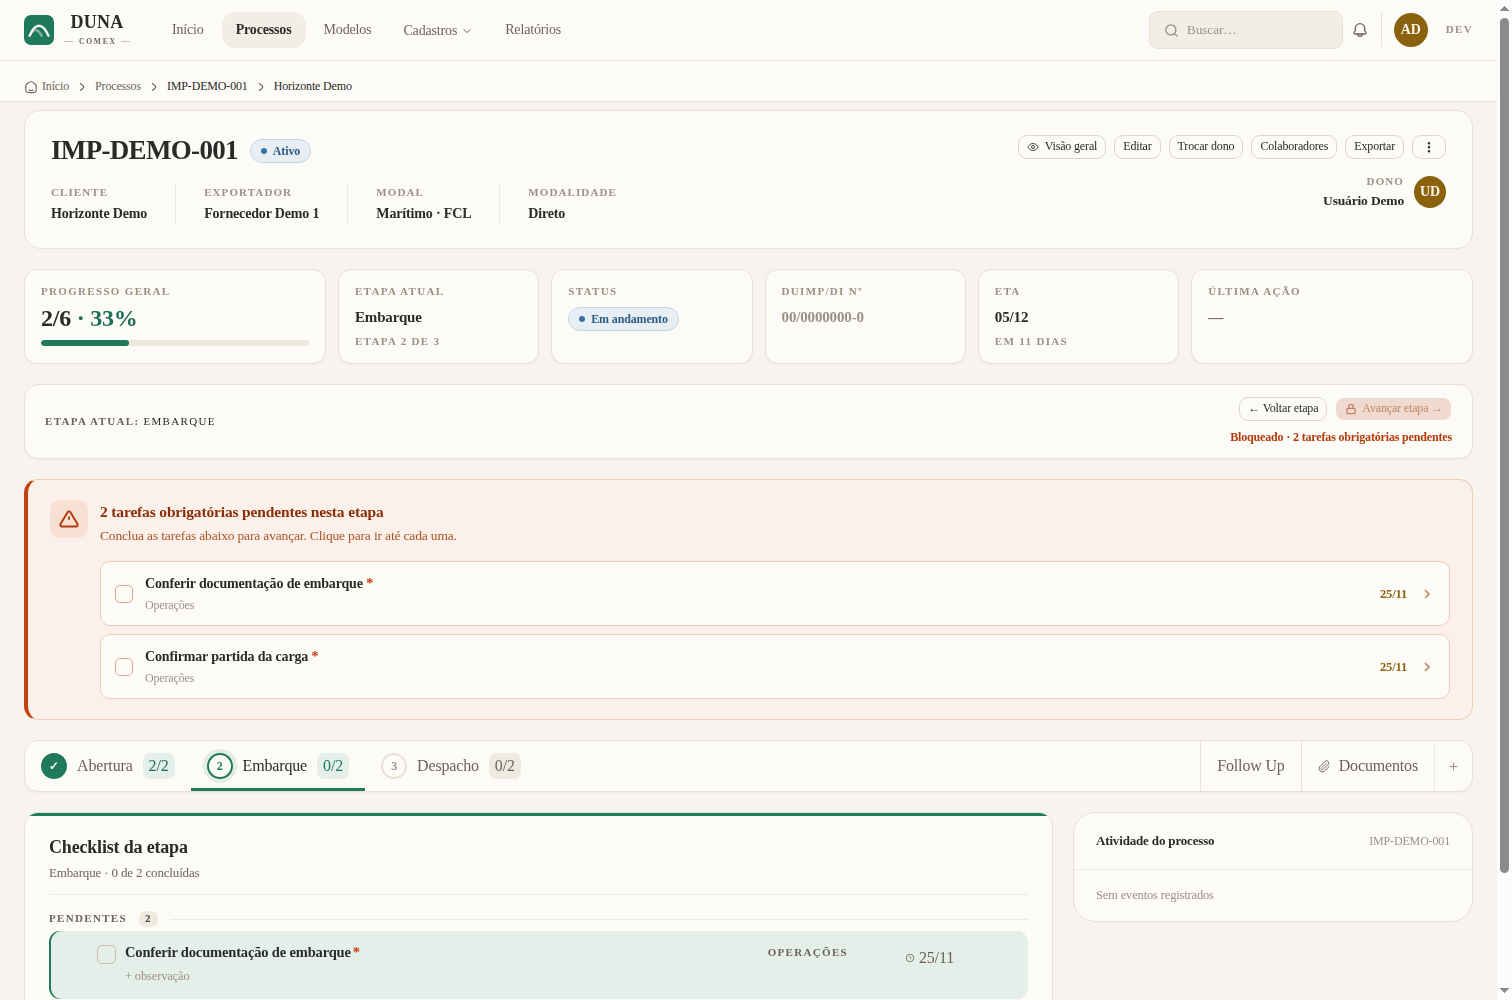 DUNA
— COMEX —
Início
Processos
Modelos
Cadastros
Relatórios
Buscar…
AD
DEV
Início
Processos
IMP-DEMO-001
Horizonte Demo
IMP-DEMO-001
Ativo
Visão geral
Editar
Trocar dono
Colaboradores
Exportar
CLIENTE
Horizonte Demo
EXPORTADOR
Fornecedor Demo 1
MODAL
Marítimo · FCL
MODALIDADE
Direto
DONO
Usuário Demo
UD
PROGRESSO GERAL
2/6 · 33%
ETAPA ATUAL
Embarque
ETAPA 2 DE 3
STATUS
Em andamento
DUIMP/DI Nº
00/0000000-0
ETA
05/12
EM 11 DIAS
ÚLTIMA AÇÃO
—
ETAPA ATUAL: EMBARQUE
← Voltar etapa
Avançar etapa →
Bloqueado · 2 tarefas obrigatórias pendentes
2 tarefas obrigatórias pendentes nesta etapa
Conclua as tarefas abaixo para avançar. Clique para ir até cada uma.
Conferir documentação de embarque *
Operações
25/11
Confirmar partida da carga *
Operações
25/11
✓ Abertura 2/2
2 Embarque 0/2
3 Despacho 0/2
Follow Up
Documentos
+
Checklist da etapa
Embarque · 0 de 2 concluídas
PENDENTES 2
Conferir documentação de embarque *
+ observação
OPERAÇÕES
25/11
Atividade do processo
IMP-DEMO-001
Sem eventos registrados